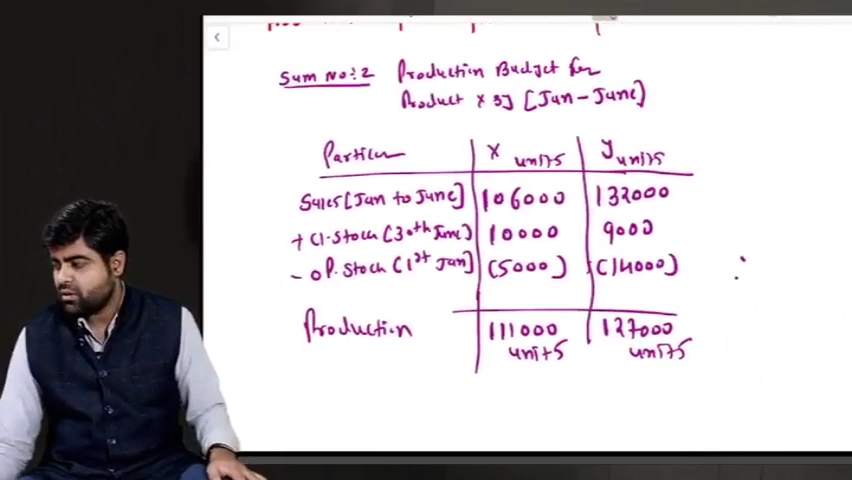 Sum No: 2 Production Budget for
Product x & y [Jan - June]
Particular X units Y units
Sales [Jan to June] 106000 132000
+ Cl. Stock [30th June] 10000 9000
- OP. Stock [1st Jan] (5000) (14000)
Production 111000 units 127000 units